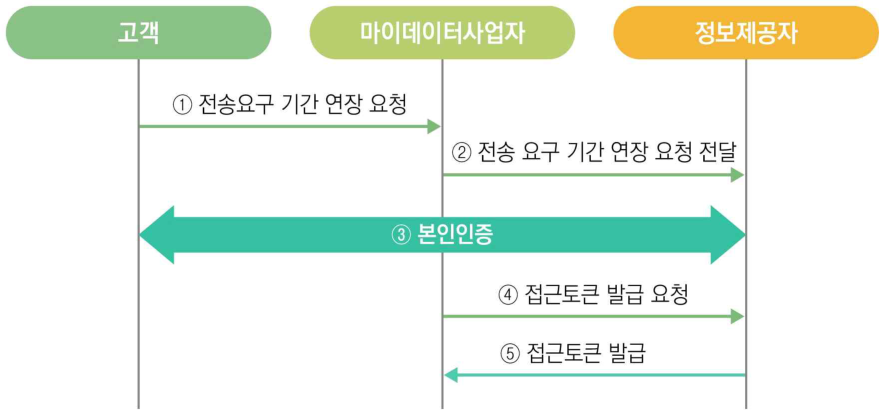 고객 마이데이터사업자 정보제공자
① 전송요구 기간 연장 요청
② 전송 요구 기간 연장 요청 전달
③ 본인인증
④ 접근토큰 발급 요청
⑤ 접근토큰 발급